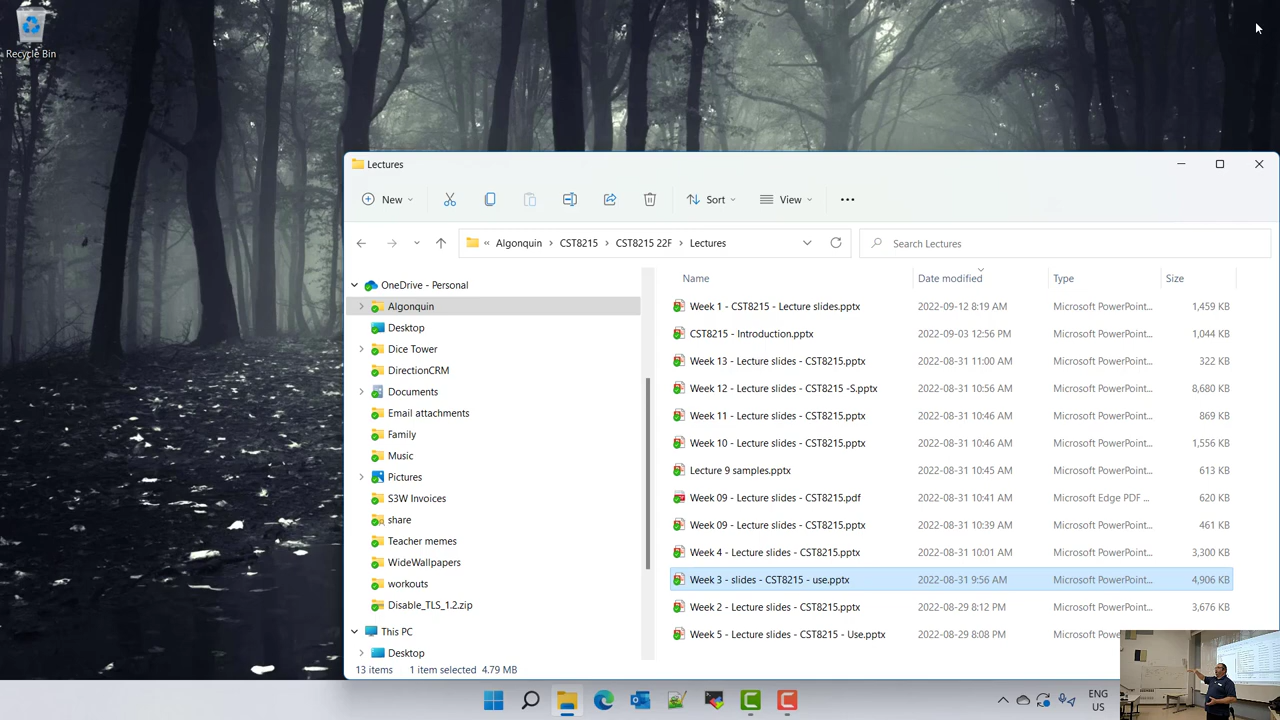 Recycle Bin
Lectures
New
Sort
View
« Algonquin > CST8215 > CST8215 22F > Lectures
Search Lectures
Name Date modified Type Size
OneDrive - Personal
Algonquin
Desktop
Dice Tower
DirectionCRM
Documents
Email attachments
Family
Music
Pictures
S3W Invoices
share
Teacher memes
WideWallpapers
workouts
Disable_TLS_1.2.zip
This PC
Desktop
Week 1 - CST8215 - Lecture slides.pptx 2022-09-12 8:19 AM Microsoft PowerPoint... 1,459 KB
CST8215 - Introduction.pptx 2022-09-03 12:56 PM Microsoft PowerPoint... 1,044 KB
Week 13 - Lecture slides - CST8215.pptx 2022-08-31 11:00 AM Microsoft PowerPoint... 322 KB
Week 12 - Lecture slides - CST8215 -S.pptx 2022-08-31 10:56 AM Microsoft PowerPoint... 8,680 KB
Week 11 - Lecture slides - CST8215.pptx 2022-08-31 10:46 AM Microsoft PowerPoint... 869 KB
Week 10 - Lecture slides - CST8215.pptx 2022-08-31 10:46 AM Microsoft PowerPoint... 1,556 KB
Lecture 9 samples.pptx 2022-08-31 10:45 AM Microsoft PowerPoint... 613 KB
Week 09 - Lecture slides - CST8215.pdf 2022-08-31 10:41 AM Microsoft Edge PDF ... 620 KB
Week 09 - Lecture slides - CST8215.pptx 2022-08-31 10:39 AM Microsoft PowerPoint... 461 KB
Week 4 - Lecture slides - CST8215.pptx 2022-08-31 10:01 AM Microsoft PowerPoint... 3,300 KB
Week 3 - slides - CST8215 - use.pptx 2022-08-31 9:56 AM Microsoft PowerPoint... 4,906 KB
Week 2 - Lecture slides - CST8215.pptx 2022-08-29 8:12 PM Microsoft PowerPoint... 3,676 KB
Week 5 - Lecture slides - CST8215 - Use.pptx 2022-08-29 8:08 PM Microsoft Po
13 items 1 item selected 4.79 MB
ENG
US